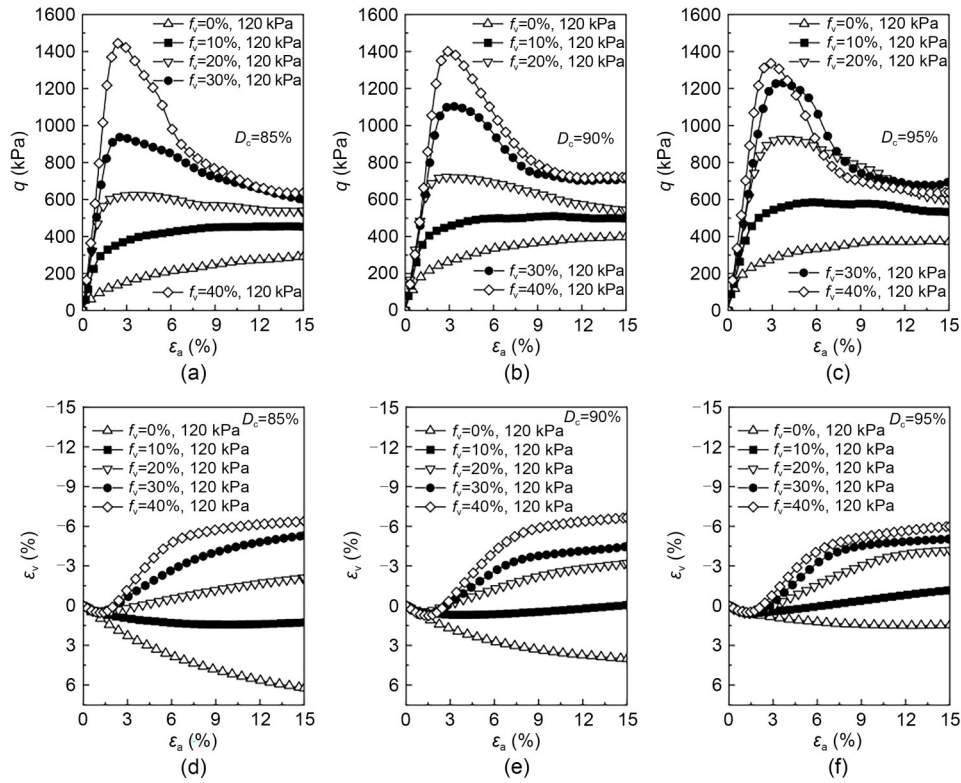 1600
1400
1200
1000
800
600
400
200
0
q (kPa)
fv=0%, 120 kPa
fv=10%, 120 kPa
fv=20%, 120 kPa
fv=30%, 120 kPa
Dc=85%
fv=40%, 120 kPa
0 3 6 9 12 15
εa (%)
(a)
1600
1400
1200
1000
800
600
400
200
0
q (kPa)
fv=0%, 120 kPa
fv=10%, 120 kPa
fv=20%, 120 kPa
Dc=90%
fv=30%, 120 kPa
fv=40%, 120 kPa
0 3 6 9 12 15
εa (%)
(b)
1600
1400
1200
1000
800
600
400
200
0
q (kPa)
fv=0%, 120 kPa
fv=10%, 120 kPa
fv=20%, 120 kPa
Dc=95%
fv=30%, 120 kPa
fv=40%, 120 kPa
0 3 6 9 12 15
εa (%)
(c)
−15
−12
−9
−6
−3
0
3
6
εv (%)
Dc=85%
fv=0%, 120 kPa
fv=10%, 120 kPa
fv=20%, 120 kPa
fv=30%, 120 kPa
fv=40%, 120 kPa
0 3 6 9 12 15
εa (%)
(d)
−15
−12
−9
−6
−3
0
3
6
εv (%)
Dc=90%
fv=0%, 120 kPa
fv=10%, 120 kPa
fv=20%, 120 kPa
fv=30%, 120 kPa
fv=40%, 120 kPa
0 3 6 9 12 15
εa (%)
(e)
−15
−12
−9
−6
−3
0
3
6
εv (%)
Dc=95%
fv=0%, 120 kPa
fv=10%, 120 kPa
fv=20%, 120 kPa
fv=30%, 120 kPa
fv=40%, 120 kPa
0 3 6 9 12 15
εa (%)
(f)